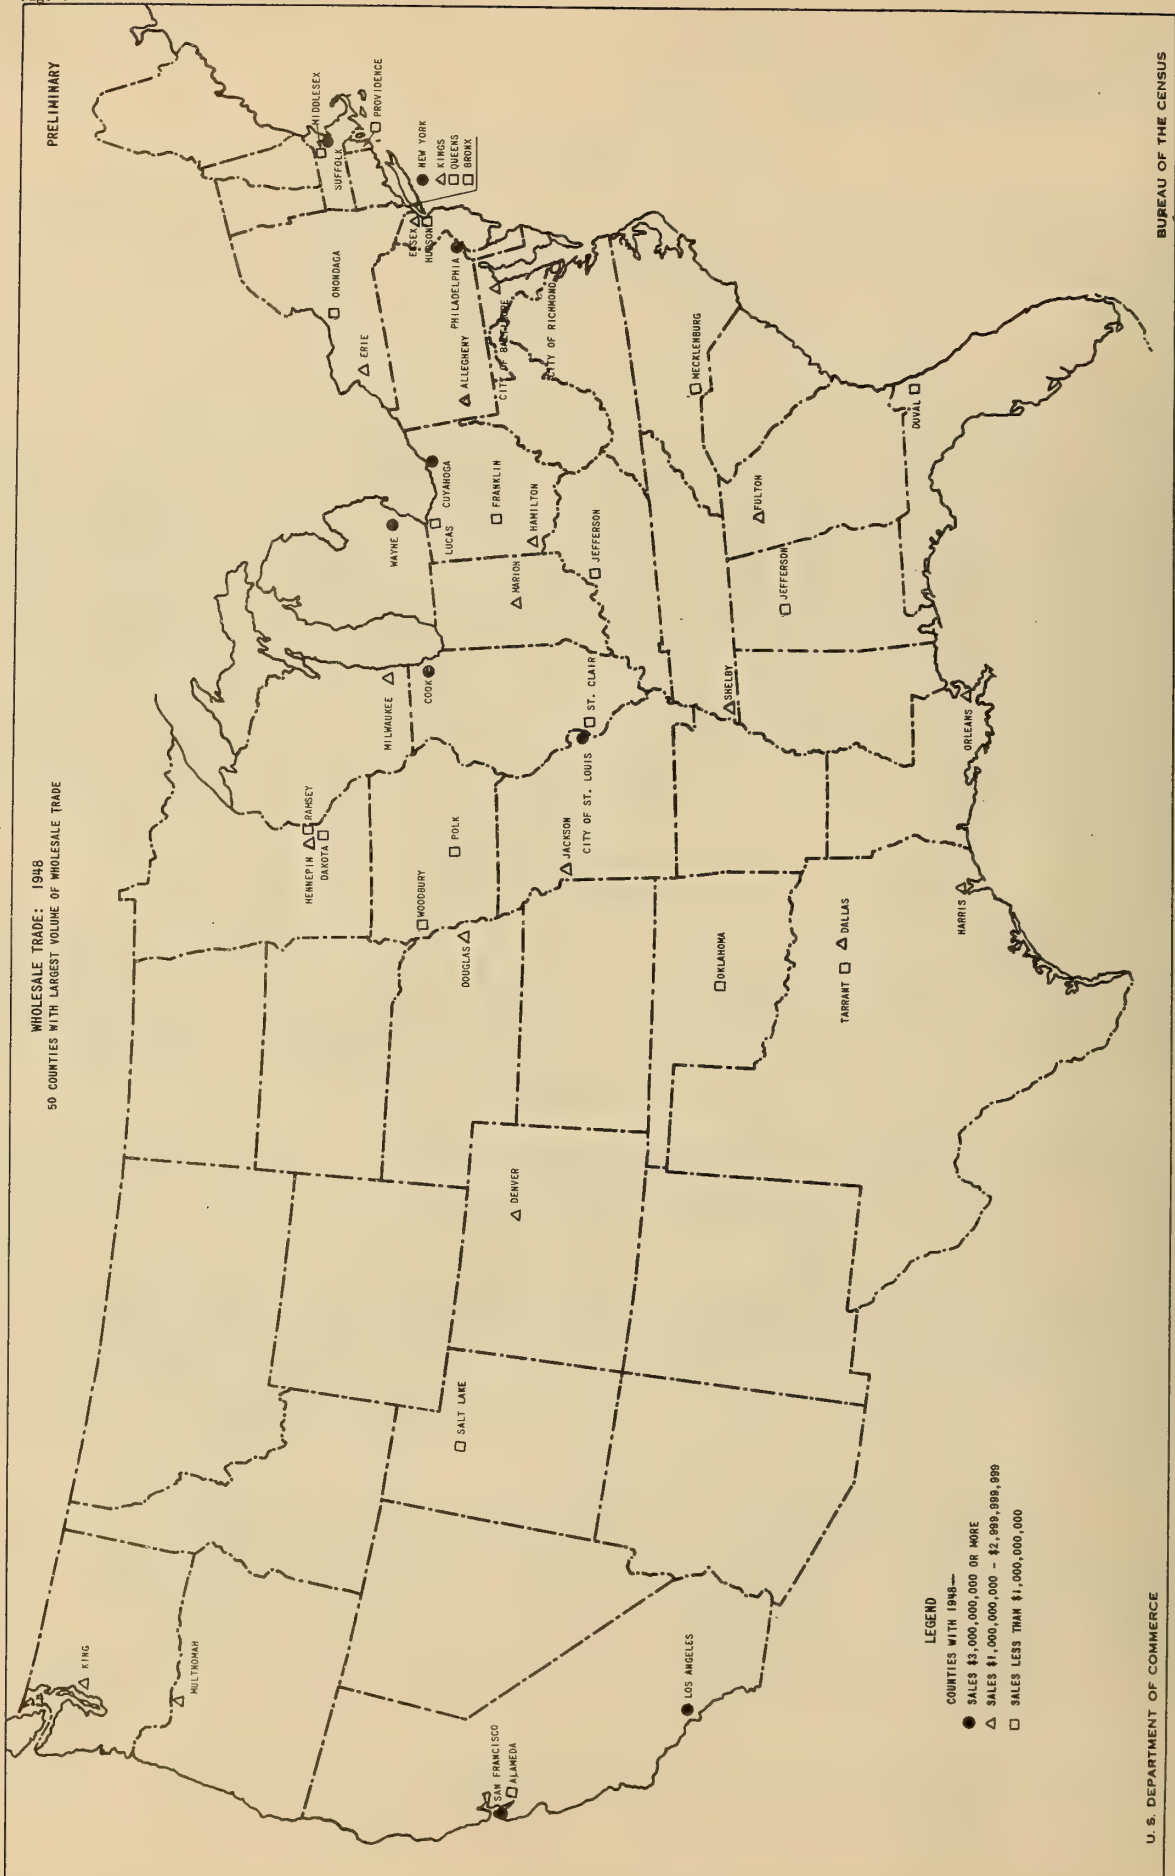 WHOLESALE TRADE: 1948
50 COUNTIES WITH LARGEST VOLUME OF WHOLESALE TRADE
PRELIMINARY
KING
MULTNOMAH
SAN FRANCISCO
ALAMEDA
LOS ANGELES
SALT LAKE
DENVER
HENNEPIN
RAMSEY
DAKOTA
WOODBURY
POLK
DOUGLAS
JACKSON
CITY OF ST. LOUIS
ST. CLAIR
OKLAHOMA
TARRANT
DALLAS
HARRIS
ORLEANS
SHELBY
MILWAUKEE
COOK
WAYNE
LUCAS
CUYAHOGA
FRANKLIN
HAMILTON
MARION
JEFFERSON
JEFFERSON
FULTON
DUVAL
MECKLENBURG
CITY OF RICHMOND
CITY OF BALTIMORE
ALLEGHENY
PHILADELPHIA
ERIE
ONONDAGA
ESSEX
HUDSON
NEW YORK
KINGS
QUEENS
BRONX
SUFFOLK
MIDDLESEX
PROVIDENCE
LEGEND
COUNTIES WITH 1948—
SALES $3,000,000,000 OR MORE
SALES $1,000,000,000 - $2,999,999,999
SALES LESS THAN $1,000,000,000
U. S. DEPARTMENT OF COMMERCE
BUREAU OF THE CENSUS